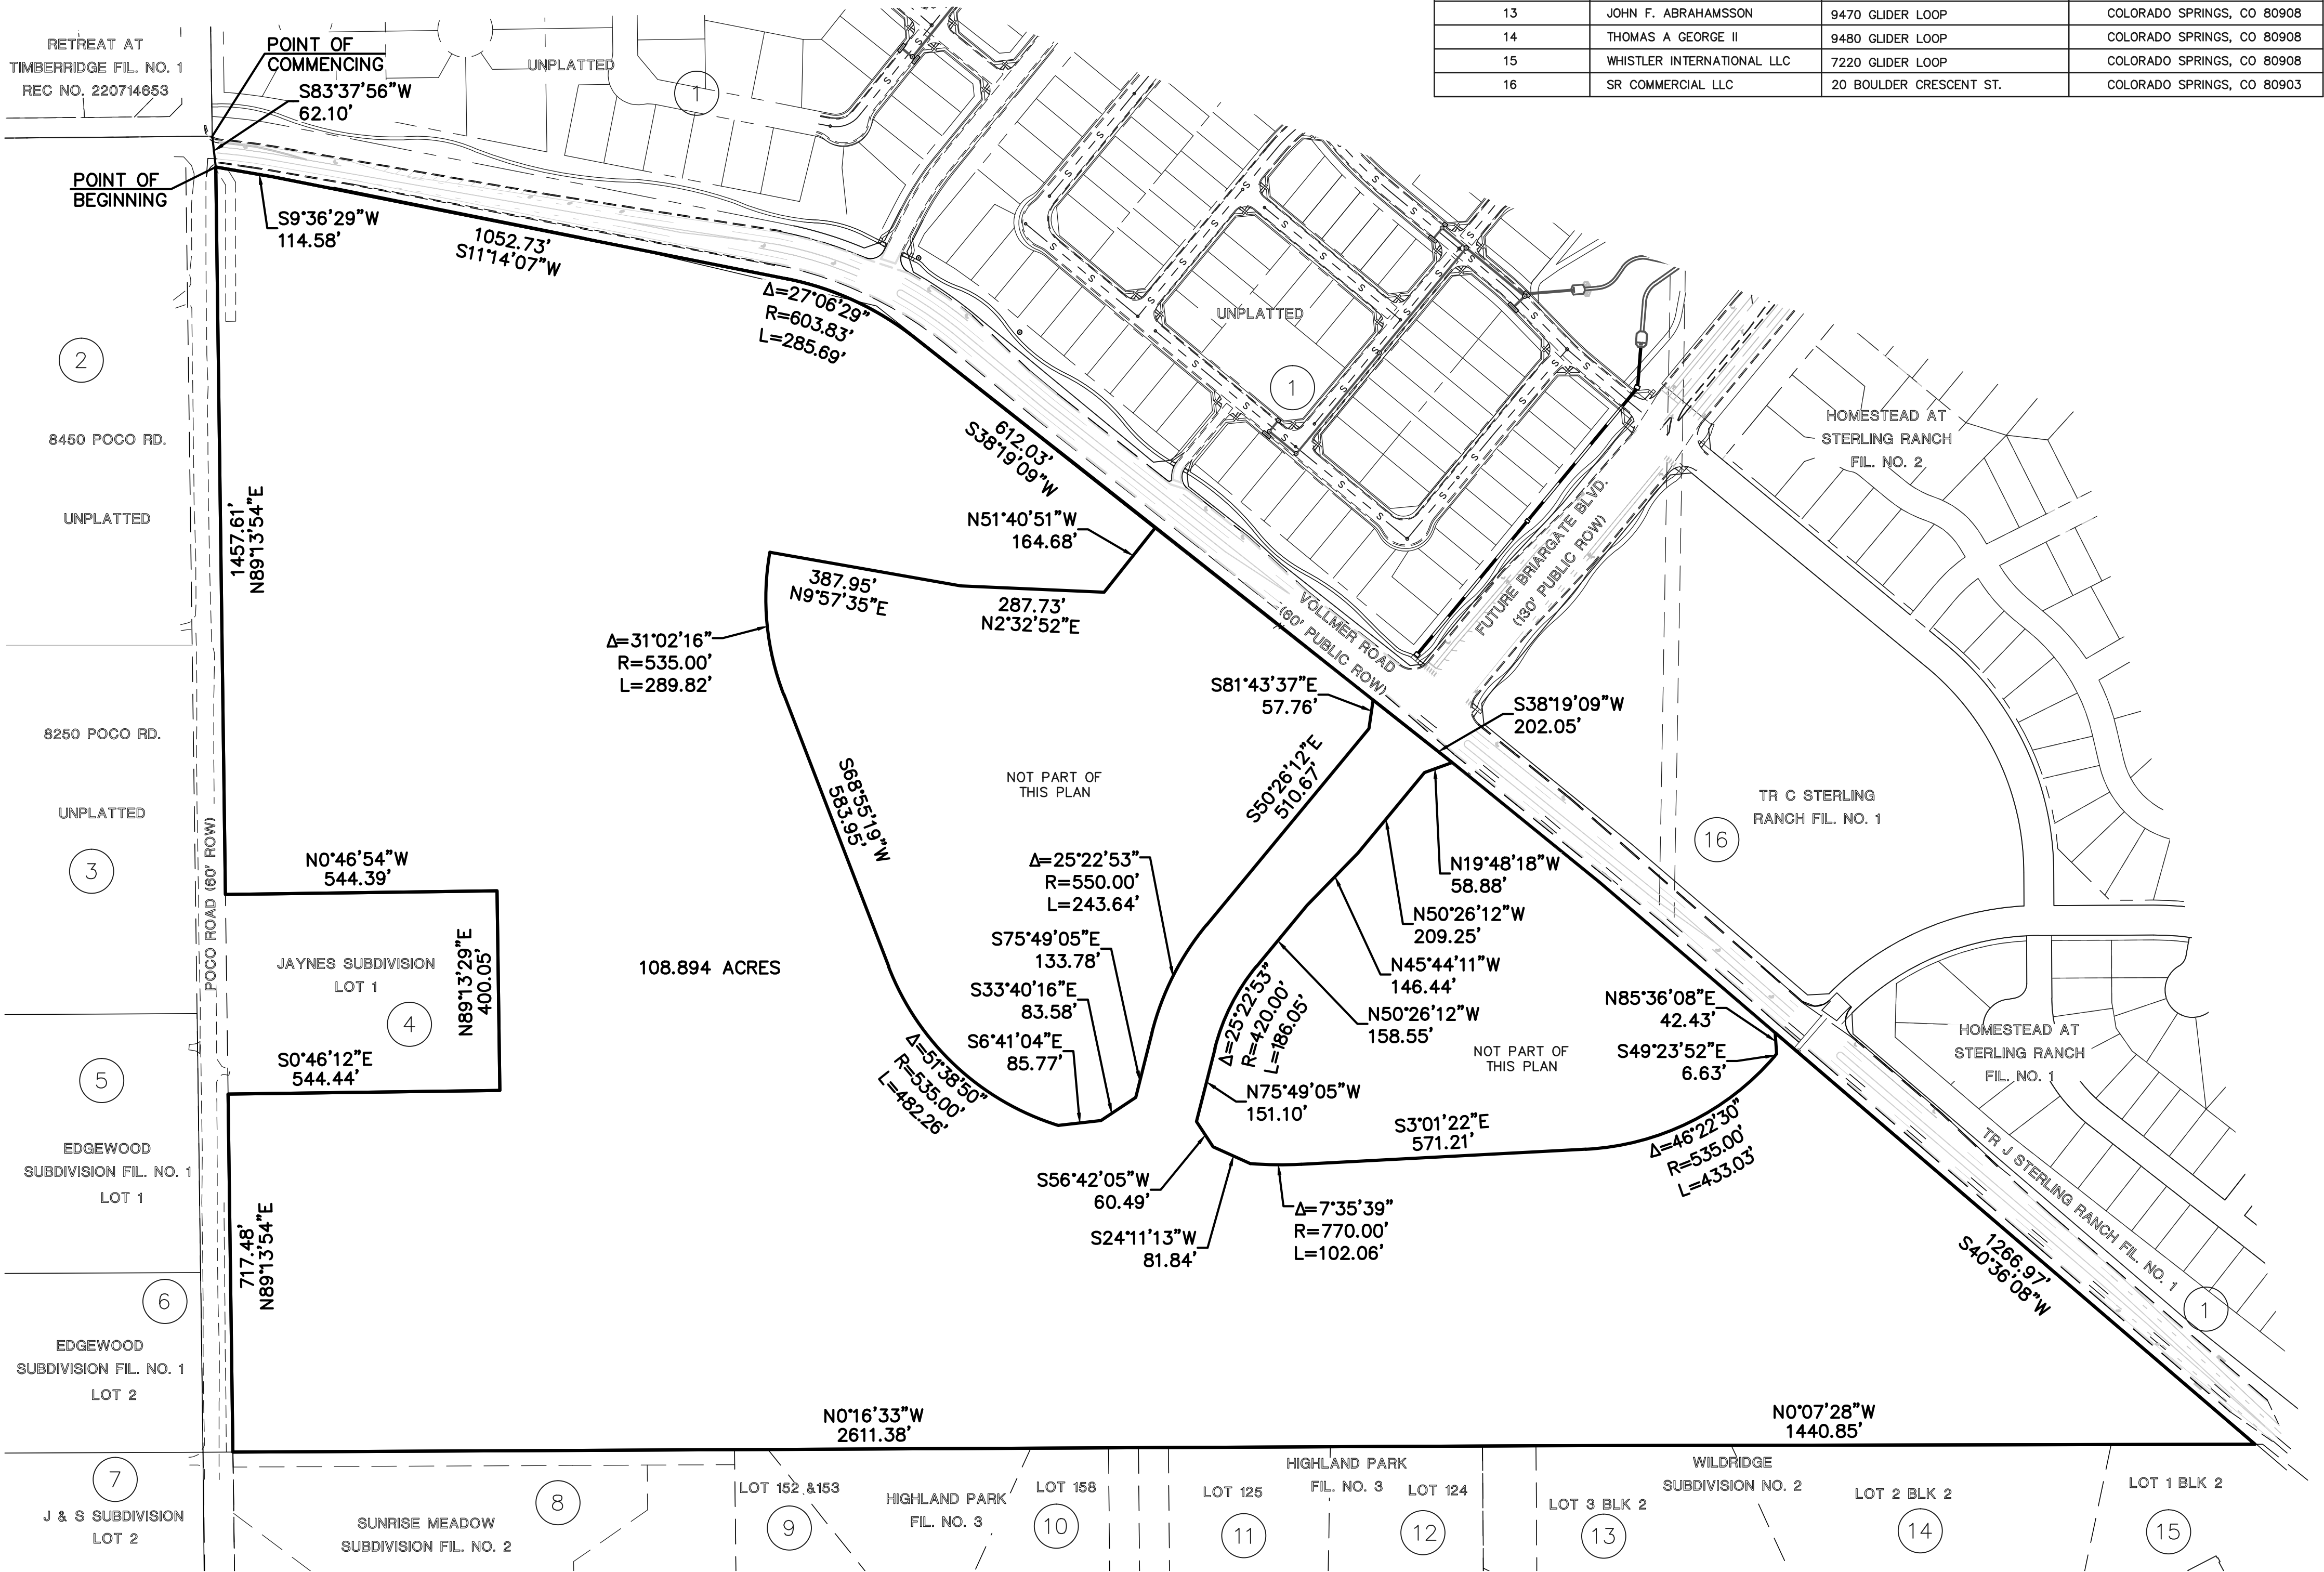 13 JOHN F. ABRAHAMSSON 9470 GLIDER LOOP COLORADO SPRINGS, CO 80908
14 THOMAS A GEORGE II 9480 GLIDER LOOP COLORADO SPRINGS, CO 80908
15 WHISTLER INTERNATIONAL LLC 7220 GLIDER LOOP COLORADO SPRINGS, CO 80908
16 SR COMMERCIAL LLC 20 BOULDER CRESCENT ST. COLORADO SPRINGS, CO 80903
RETREAT AT
TIMBERRIDGE FIL. NO. 1
REC NO. 220714653
POINT OF
COMMENCING
S83°37'56"W
62.10'
UNPLATTED
1
POINT OF
BEGINNING
S9°36'29"W
114.58'
1052.73'
S11°14'07"W
Δ=27°06'29"
R=603.83'
L=285.69'
UNPLATTED
1
2
8450 POCO RD.
UNPLATTED
1457.61'
N89°13'54"E
612.03'
S38°19'09"W
N51°40'51"W
164.68'
387.95'
N9°57'35"E
287.73'
N2°32'52"E
Δ=31°02'16"
R=535.00'
L=289.82'
VOLLMER ROAD
(60' PUBLIC ROW)
FUTURE BRIARGATE BLVD.
(130' PUBLIC ROW)
HOMESTEAD AT
STERLING RANCH
FIL. NO. 2
8250 POCO RD.
UNPLATTED
3
POCO ROAD (60' ROW)
S68°55'19"W
583.95'
NOT PART OF
THIS PLAN
S81°43'37"E
57.76'
S50°26'12"E
510.67'
S38°19'09"W
202.05'
TR C STERLING
RANCH FIL. NO. 1
16
N0°46'54"W
544.39'
JAYNES SUBDIVISION
LOT 1
4
N89°13'29"E
400.05'
S0°46'12"E
544.44'
108.894 ACRES
Δ=25°22'53"
R=550.00'
L=243.64'
S75°49'05"E
133.78'
S33°40'16"E
83.58'
S6°41'04"E
85.77'
Δ=51°38'50"
R=535.00'
L=482.26'
N19°48'18"W
58.88'
N50°26'12"W
209.25'
N45°44'11"W
146.44'
N50°26'12"W
158.55'
Δ=25°22'53"
R=420.00'
L=186.05'
N75°49'05"W
151.10'
NOT PART OF
THIS PLAN
N85°36'08"E
42.43'
S49°23'52"E
6.63'
S3°01'22"E
571.21'
Δ=46°22'30"
R=535.00'
L=433.03'
S56°42'05"W
60.49'
S24°11'13"W
81.84'
Δ=7°35'39"
R=770.00'
L=102.06'
HOMESTEAD AT
STERLING RANCH
FIL. NO. 1
TR J STERLING RANCH FIL. NO. 1
1
1266.97'
S40°36'08"W
5
EDGEWOOD
SUBDIVISION FIL. NO. 1
LOT 1
717.48'
N89°13'54"E
6
EDGEWOOD
SUBDIVISION FIL. NO. 1
LOT 2
N0°16'33"W
2611.38'
N0°07'28"W
1440.85'
7
J & S SUBDIVISION
LOT 2
8
SUNRISE MEADOW
SUBDIVISION FIL. NO. 2
LOT 152 &153
9
HIGHLAND PARK
FIL. NO. 3
LOT 158
10
LOT 125
11
HIGHLAND PARK
FIL. NO. 3
LOT 124
12
LOT 3 BLK 2
13
WILDRIDGE
SUBDIVISION NO. 2
LOT 2 BLK 2
14
LOT 1 BLK 2
15
S S S S S S S S S S S S S S S S S S S S S S S S